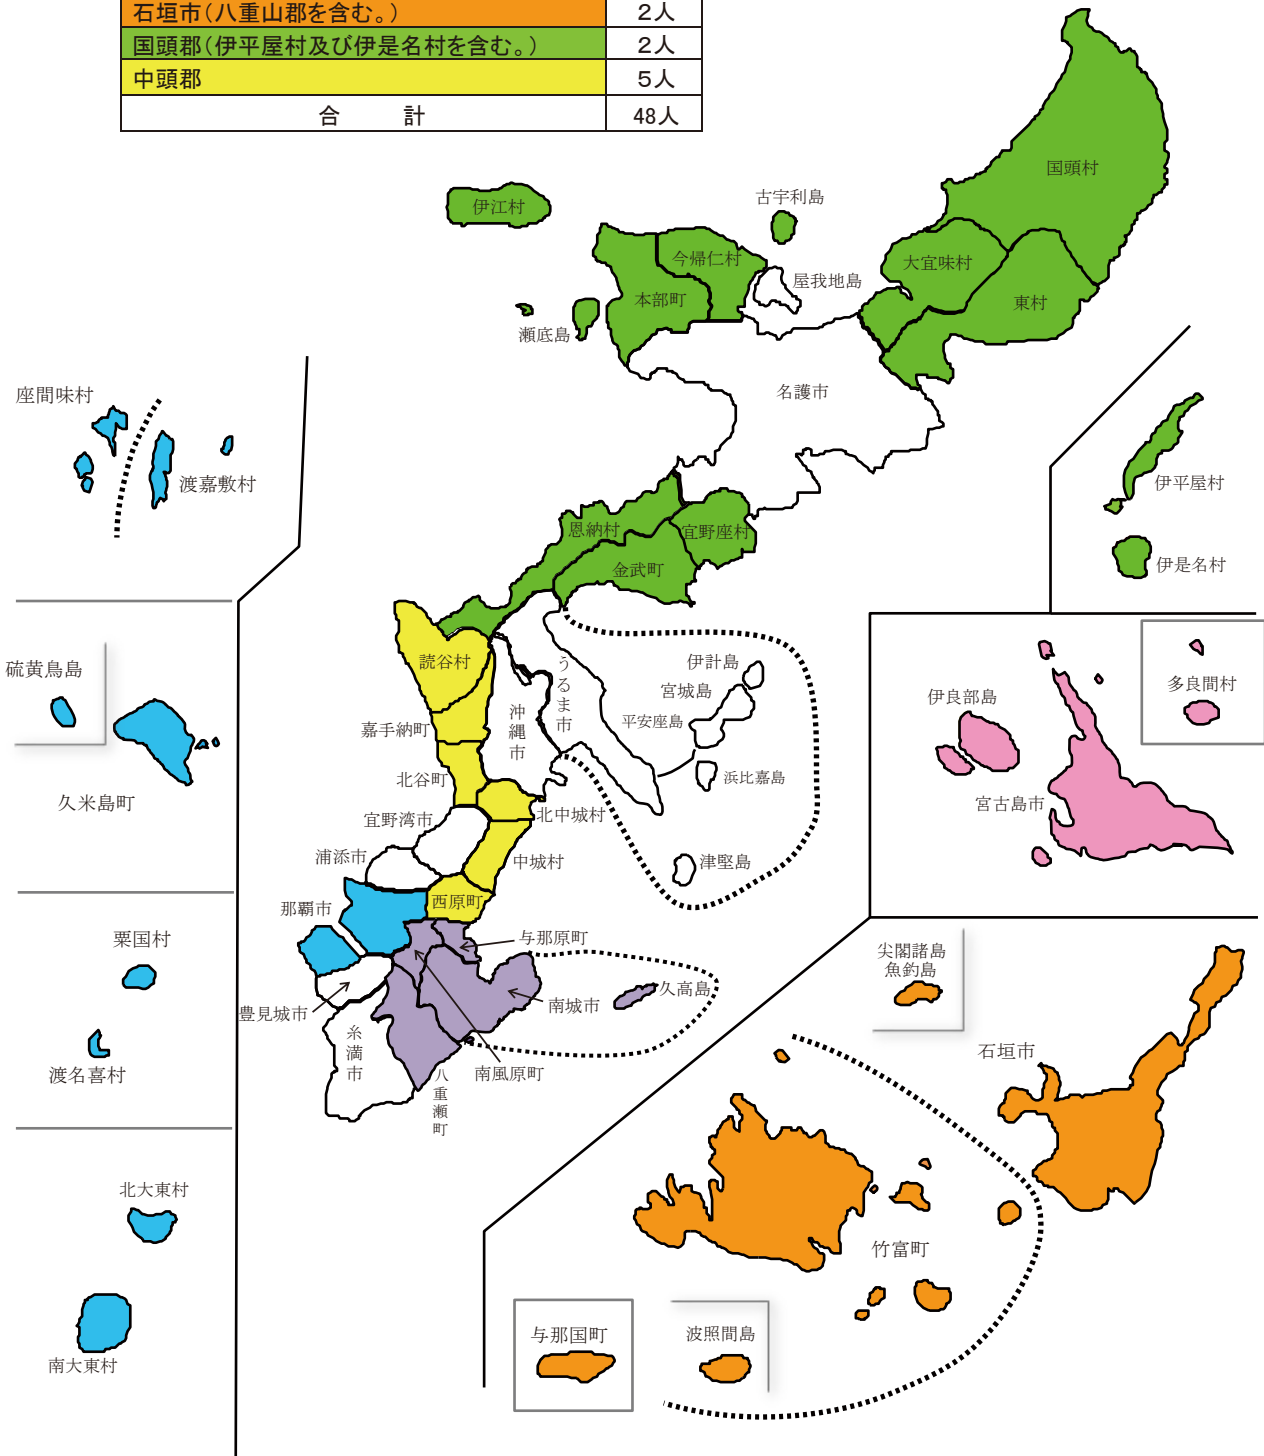 石垣市(八重山郡を含む。) 2人
国頭郡(伊平屋村及び伊是名村を含む。) 2人
中頭郡 5人
合 計 48人
国頭村
古宇利島
伊江村
今帰仁村
大宜味村
屋我地島
本部町
東村
瀬底島
名護市
座間味村
渡嘉敷村
伊平屋村
恩納村
宜野座村
伊是名村
金武町
読谷村
うるま市
伊計島
硫黄鳥島
宮城島
多良間村
伊良部島
沖縄市
嘉手納町
平安座島
北谷町
浜比嘉島
久米島町
宮古島市
北中城村
宜野湾市
浦添市
中城村
津堅島
西原町
那覇市
粟国村
与那原町
尖閣諸島
魚釣島
久高島
南城市
豊見城市
糸満市
石垣市
渡名喜村
南風原町
八重瀬町
北大東村
竹富町
与那国町
波照間島
南大東村